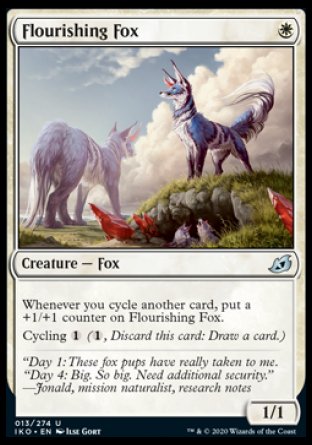 Flourishing Fox
Creature — Fox
Whenever you cycle another card, put a
+1/+1 counter on Flourishing Fox.
Cycling 1 (1, Discard this card: Draw a card.)
“Day 1: These fox pups have really taken to me.
“Day 4: Big. So big. Need additional security.”
—Jonald, mission naturalist, research notes
1/1
013/274 U
IKO • EN Ilse Gort
™ & © 2020 Wizards of the Coast